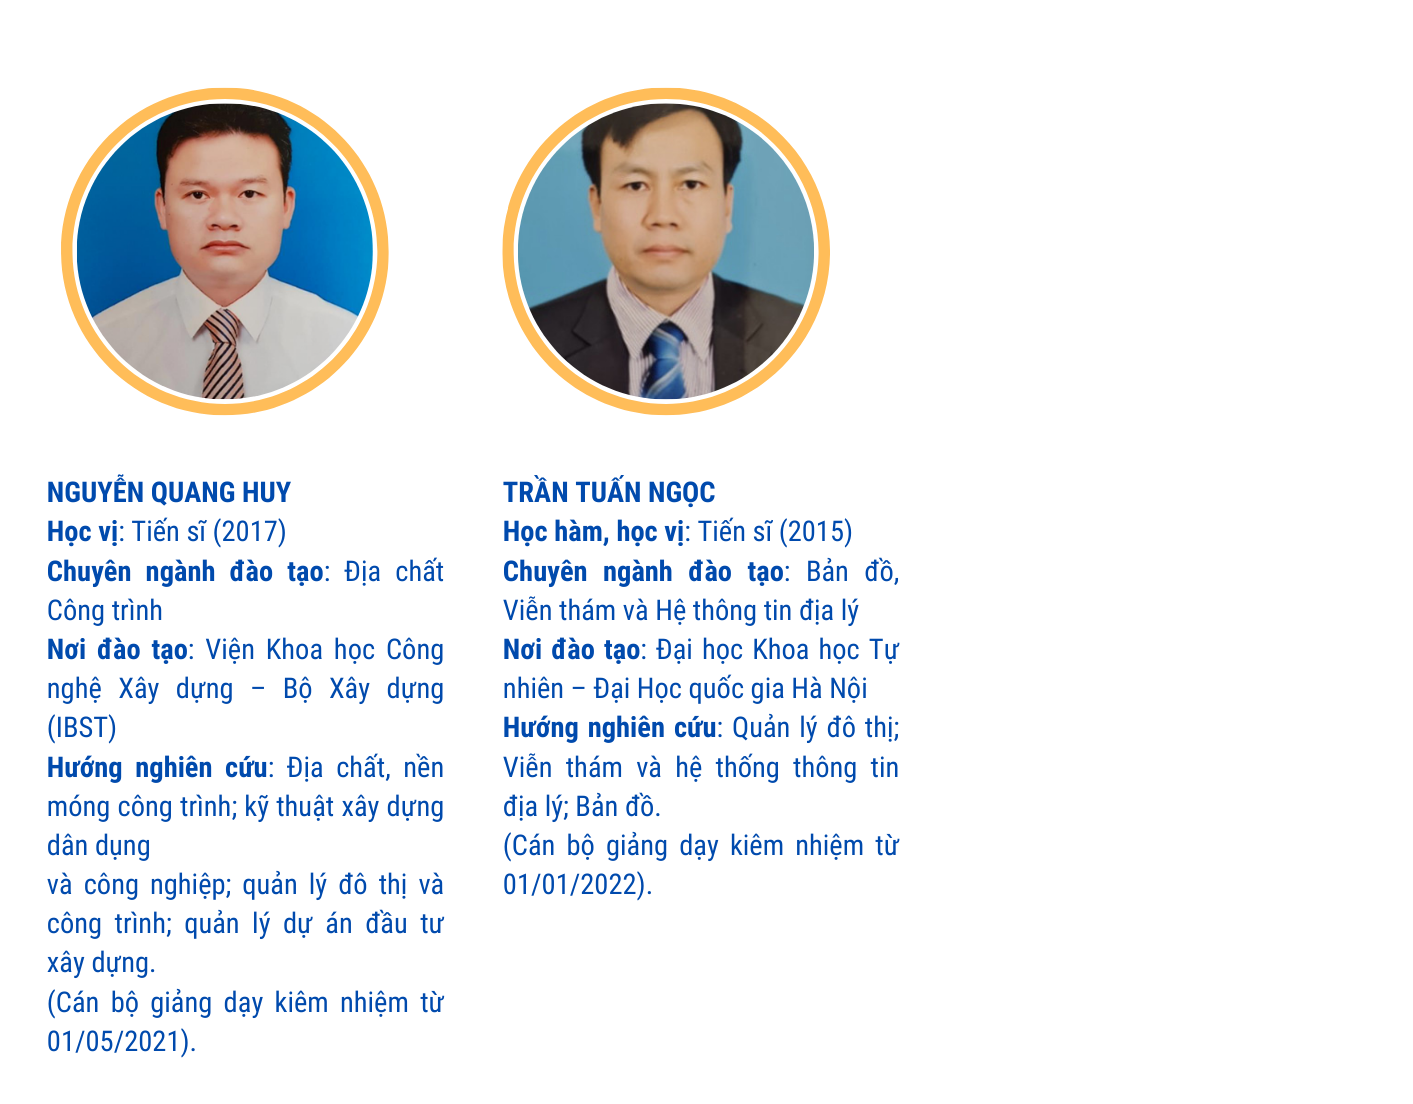 NGUYỄN QUANG HUY
Học vị: Tiến sĩ (2017)
Chuyên ngành đào tạo: Địa chất
Công trình
Nơi đào tạo: Viện Khoa học Công
nghệ Xây dựng – Bộ Xây dựng
(IBST)
Hướng nghiên cứu: Địa chất, nền
móng công trình; kỹ thuật xây dựng
dân dụng
và công nghiệp; quản lý đô thị và
công trình; quản lý dự án đầu tư
xây dựng.
(Cán bộ giảng dạy kiêm nhiệm từ
01/05/2021).
TRẦN TUẤN NGỌC
Học hàm, học vị: Tiến sĩ (2015)
Chuyên ngành đào tạo: Bản đồ,
Viễn thám và Hệ thông tin địa lý
Nơi đào tạo: Đại học Khoa học Tự
nhiên – Đại Học quốc gia Hà Nội
Hướng nghiên cứu: Quản lý đô thị;
Viễn thám và hệ thống thông tin
địa lý; Bản đồ.
(Cán bộ giảng dạy kiêm nhiệm từ
01/01/2022).